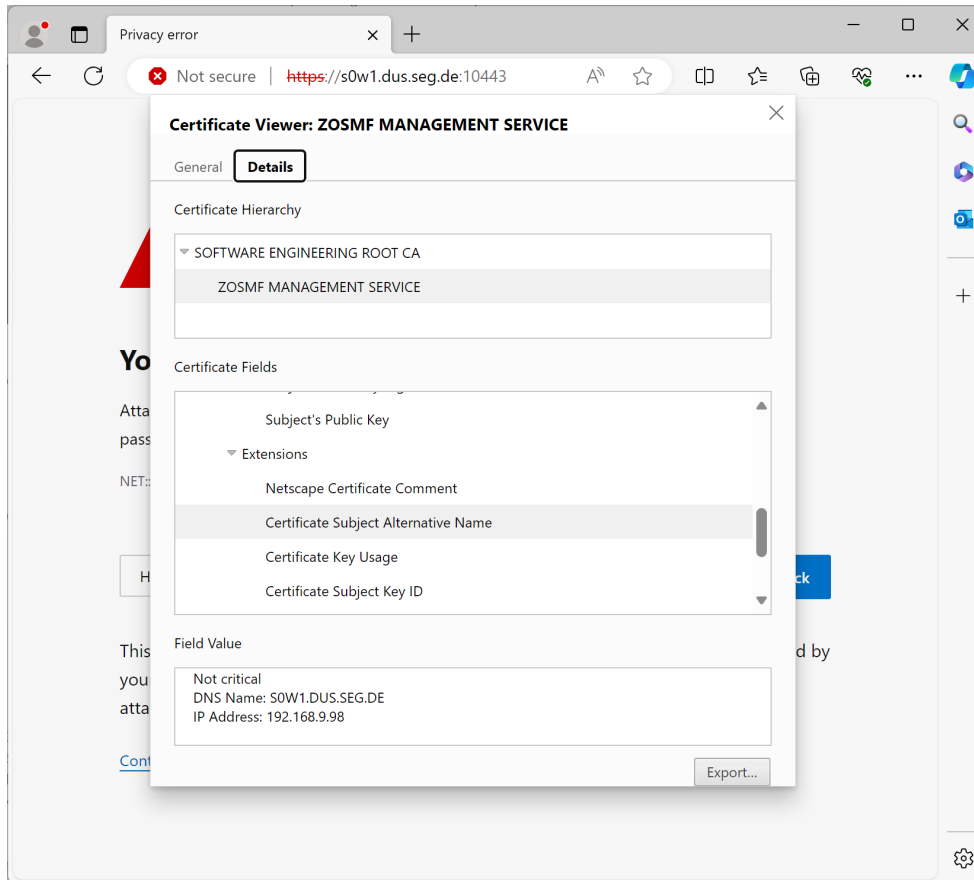 Privacy error
Not secure
https://s0w1.dus.seg.de:10443
Certificate Viewer: ZOSMF MANAGEMENT SERVICE
General
Details
Certificate Hierarchy
SOFTWARE ENGINEERING ROOT CA
ZOSMF MANAGEMENT SERVICE
Yo
Certificate Fields
Atta
Subject's Public Key
pass
Extensions
NET::
Netscape Certificate Comment
Certificate Subject Alternative Name
Certificate Key Usage
H
ck
Certificate Subject Key ID
Field Value
This
d by
you
Not critical
DNS Name: S0W1.DUS.SEG.DE
atta
IP Address: 192.168.9.98
Cont
Export...